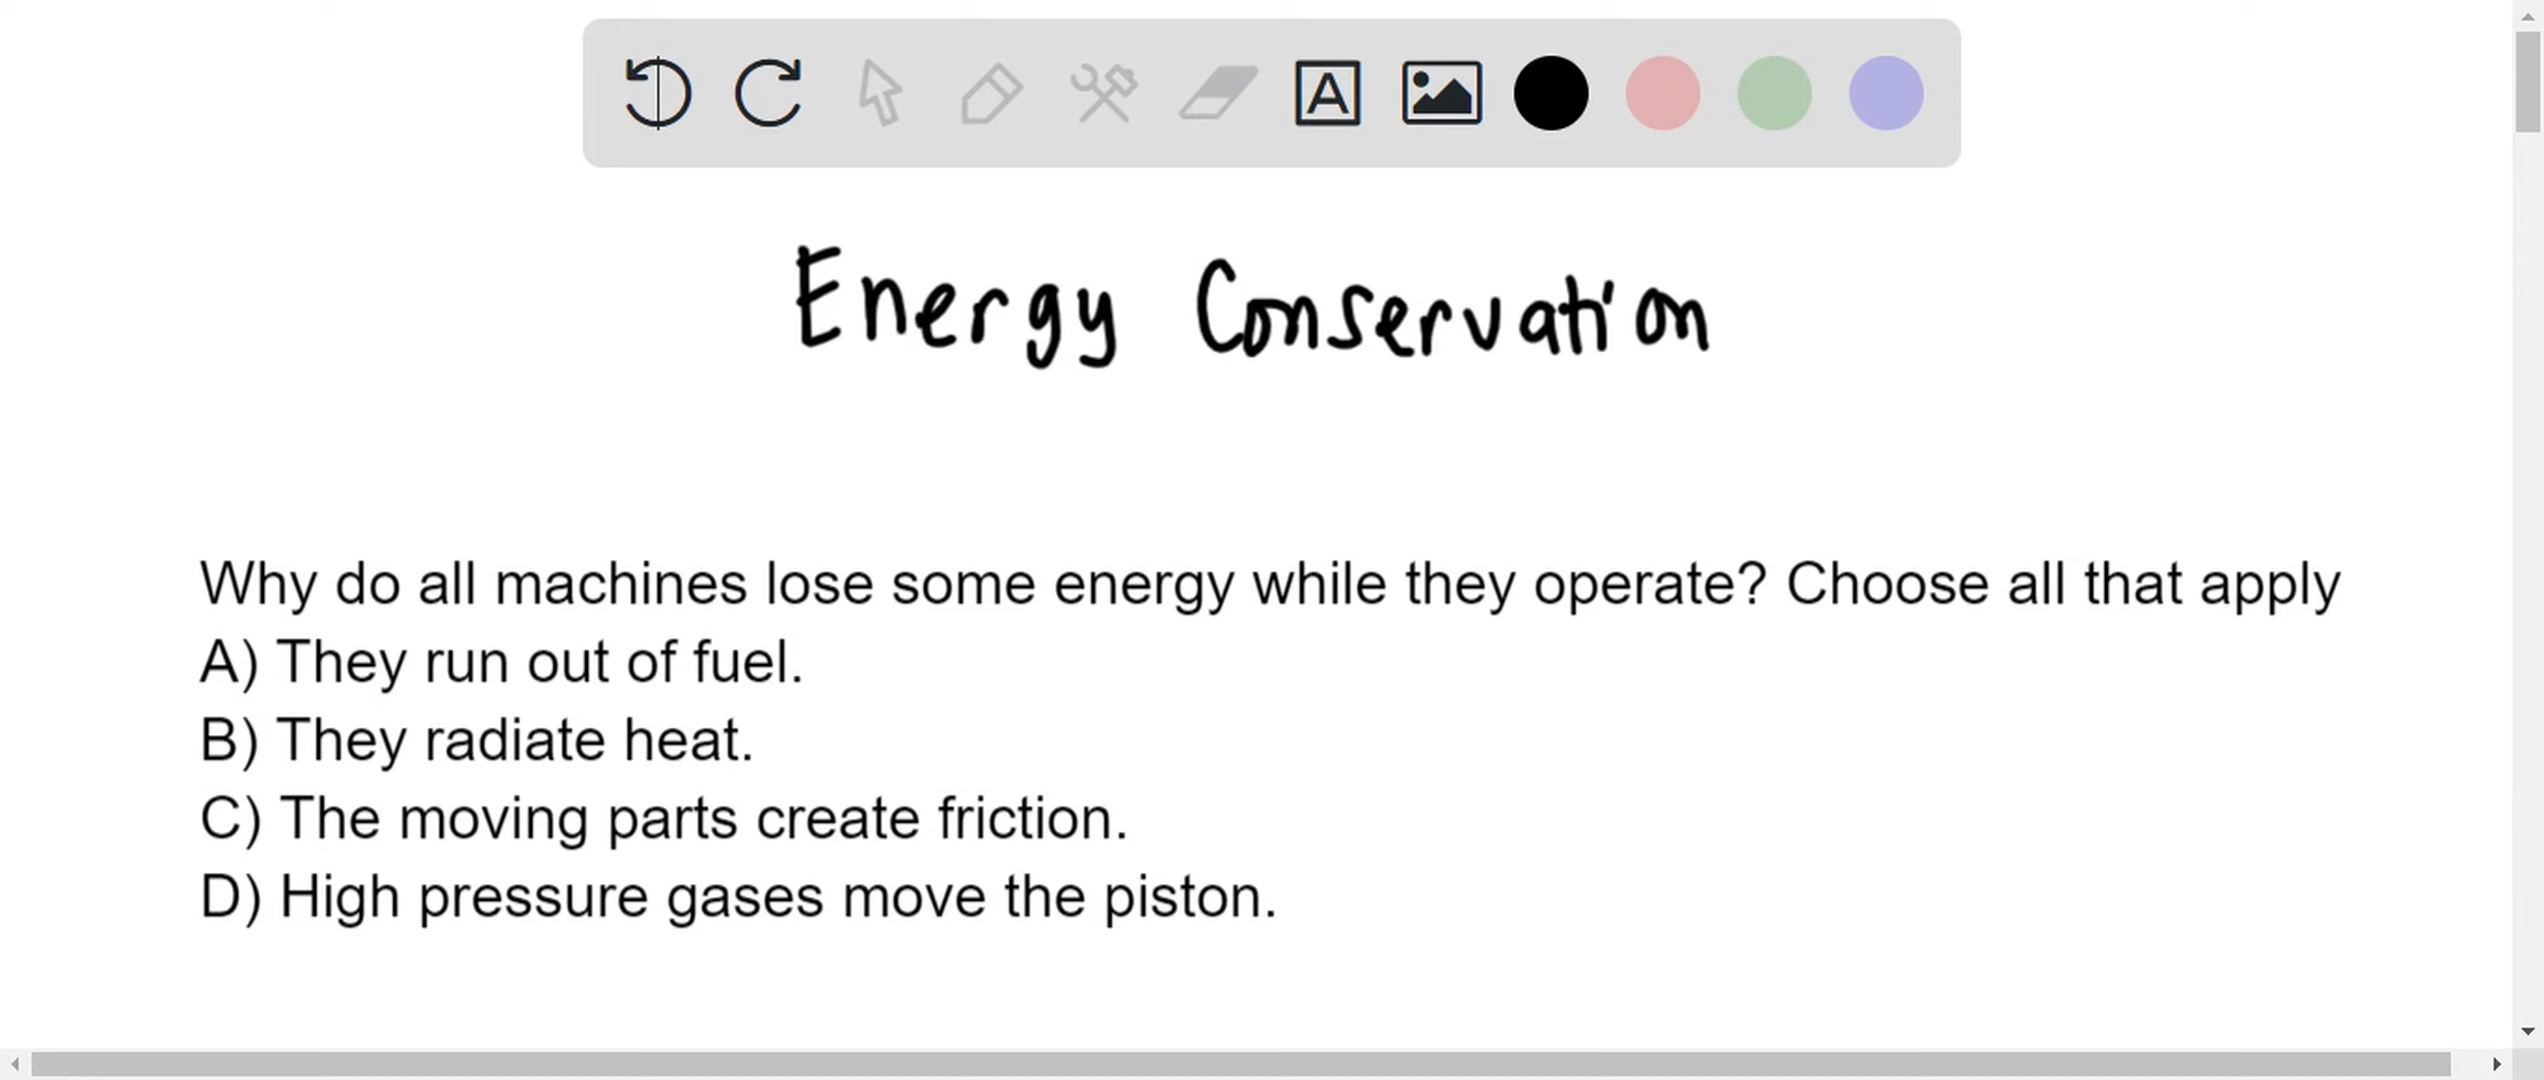 A
Energy Conservation
Why do all machines lose some energy while they operate? Choose all that apply
A) They run out of fuel.
B) They radiate heat.
C) The moving parts create friction.
D) High pressure gases move the piston.